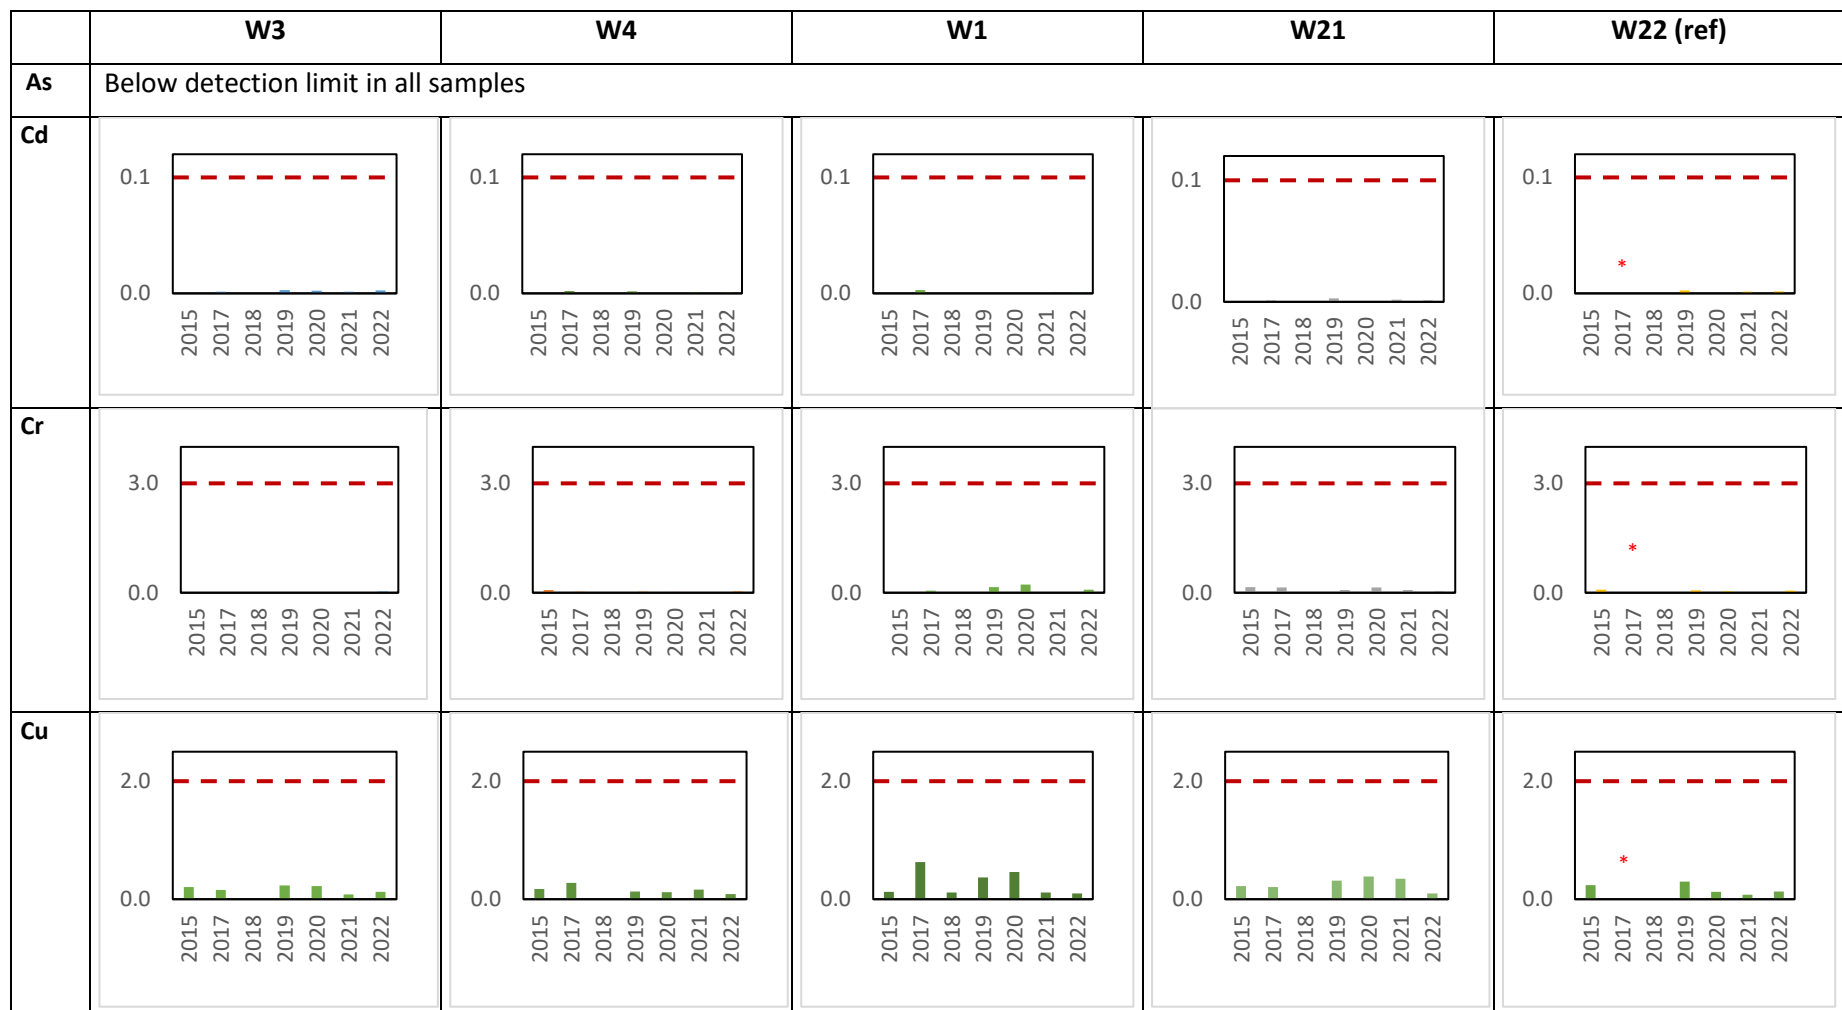 W3 W4 W1 W21 W22 (ref)
As Below detection limit in all samples
Cd
0.1 0.1 0.1 0.1 0.1
*
0.0 0.0 0.0 0.0 0.0
2015 2017 2018 2019 2020 2021 2022 2015 2017 2018 2019 2020 2021 2022 2015 2017 2018 2019 2020 2021 2022 2015 2017 2018 2019 2020 2021 2022 2015 2017 2018 2019 2020 2021 2022
Cr
3.0 3.0 3.0 3.0 3.0
*
0.0 0.0 0.0 0.0 0.0
2015 2017 2018 2019 2020 2021 2022 2015 2017 2018 2019 2020 2021 2022 2015 2017 2018 2019 2020 2021 2022 2015 2017 2018 2019 2020 2021 2022 2015 2017 2018 2019 2020 2021 2022
Cu
2.0 2.0 2.0 2.0 2.0
*
0.0 0.0 0.0 0.0 0.0
2015 2017 2018 2019 2020 2021 2022 2015 2017 2018 2019 2020 2021 2022 2015 2017 2018 2019 2020 2021 2022 2015 2017 2018 2019 2020 2021 2022 2015 2017 2018 2019 2020 2021 2022